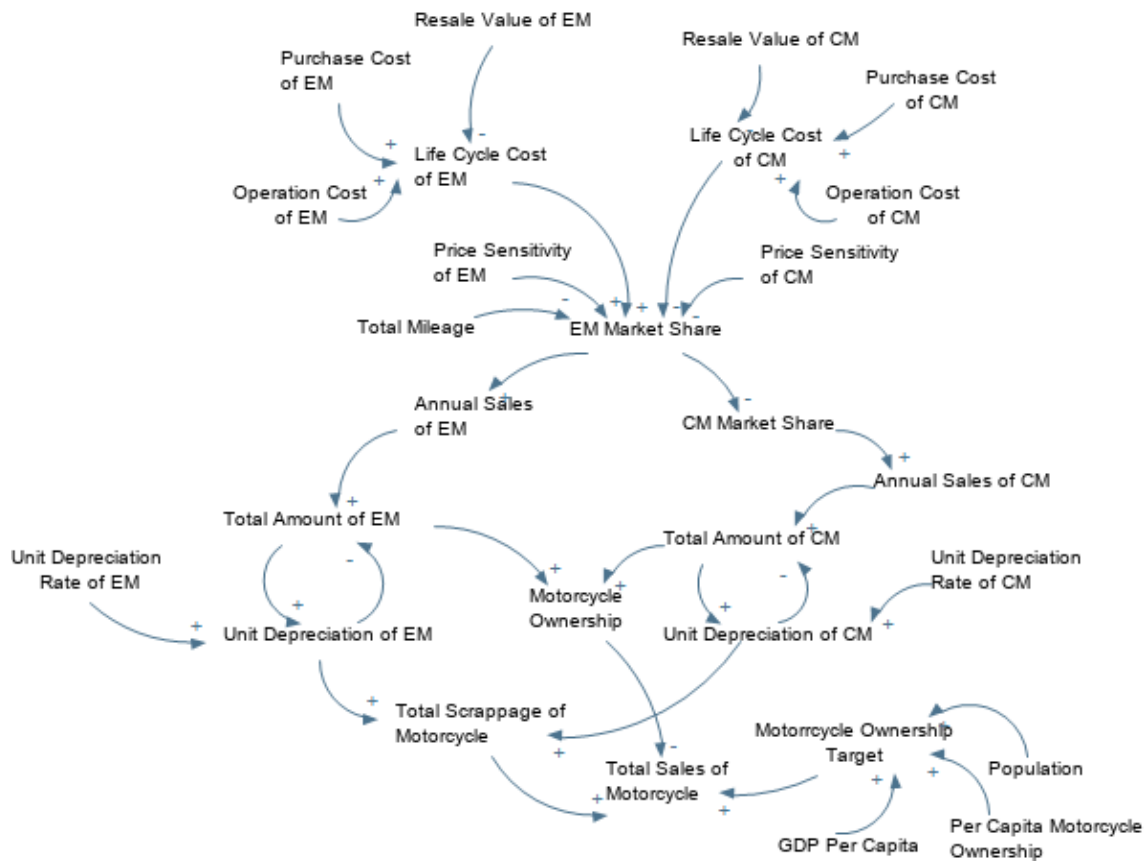 Resale Value of EM
Resale Value of CM
Purchase Cost
of EM
Purchase Cost
of CM
-
+
Life Cycle Cost
of EM
-
Life Cycle Cost
of CM
+
+
Operation Cost
of EM
+
Operation Cost
of CM
Price Sensitivity
of EM
Price Sensitivity
of CM
-
+
+
-
-
Total Mileage
EM Market Share
+
Annual Sales
of EM
-
CM Market Share
+
Annual Sales of CM
+
Total Amount of EM
+
Total Amount of CM
Unit Depreciation
Rate of EM
-
+
+
-
Unit Depreciation
Rate of CM
Motorcycle
Ownership
+
+
Unit Depreciation of EM
+
Unit Depreciation of CM
+
+
Total Scrappage of
Motorcycle
+
Motorrcycle Ownership
Target
+
-
Total Sales of
Motorcycle
+
+
+
+
Population
GDP Per Capita
Per Capita Motorcycle
Ownership